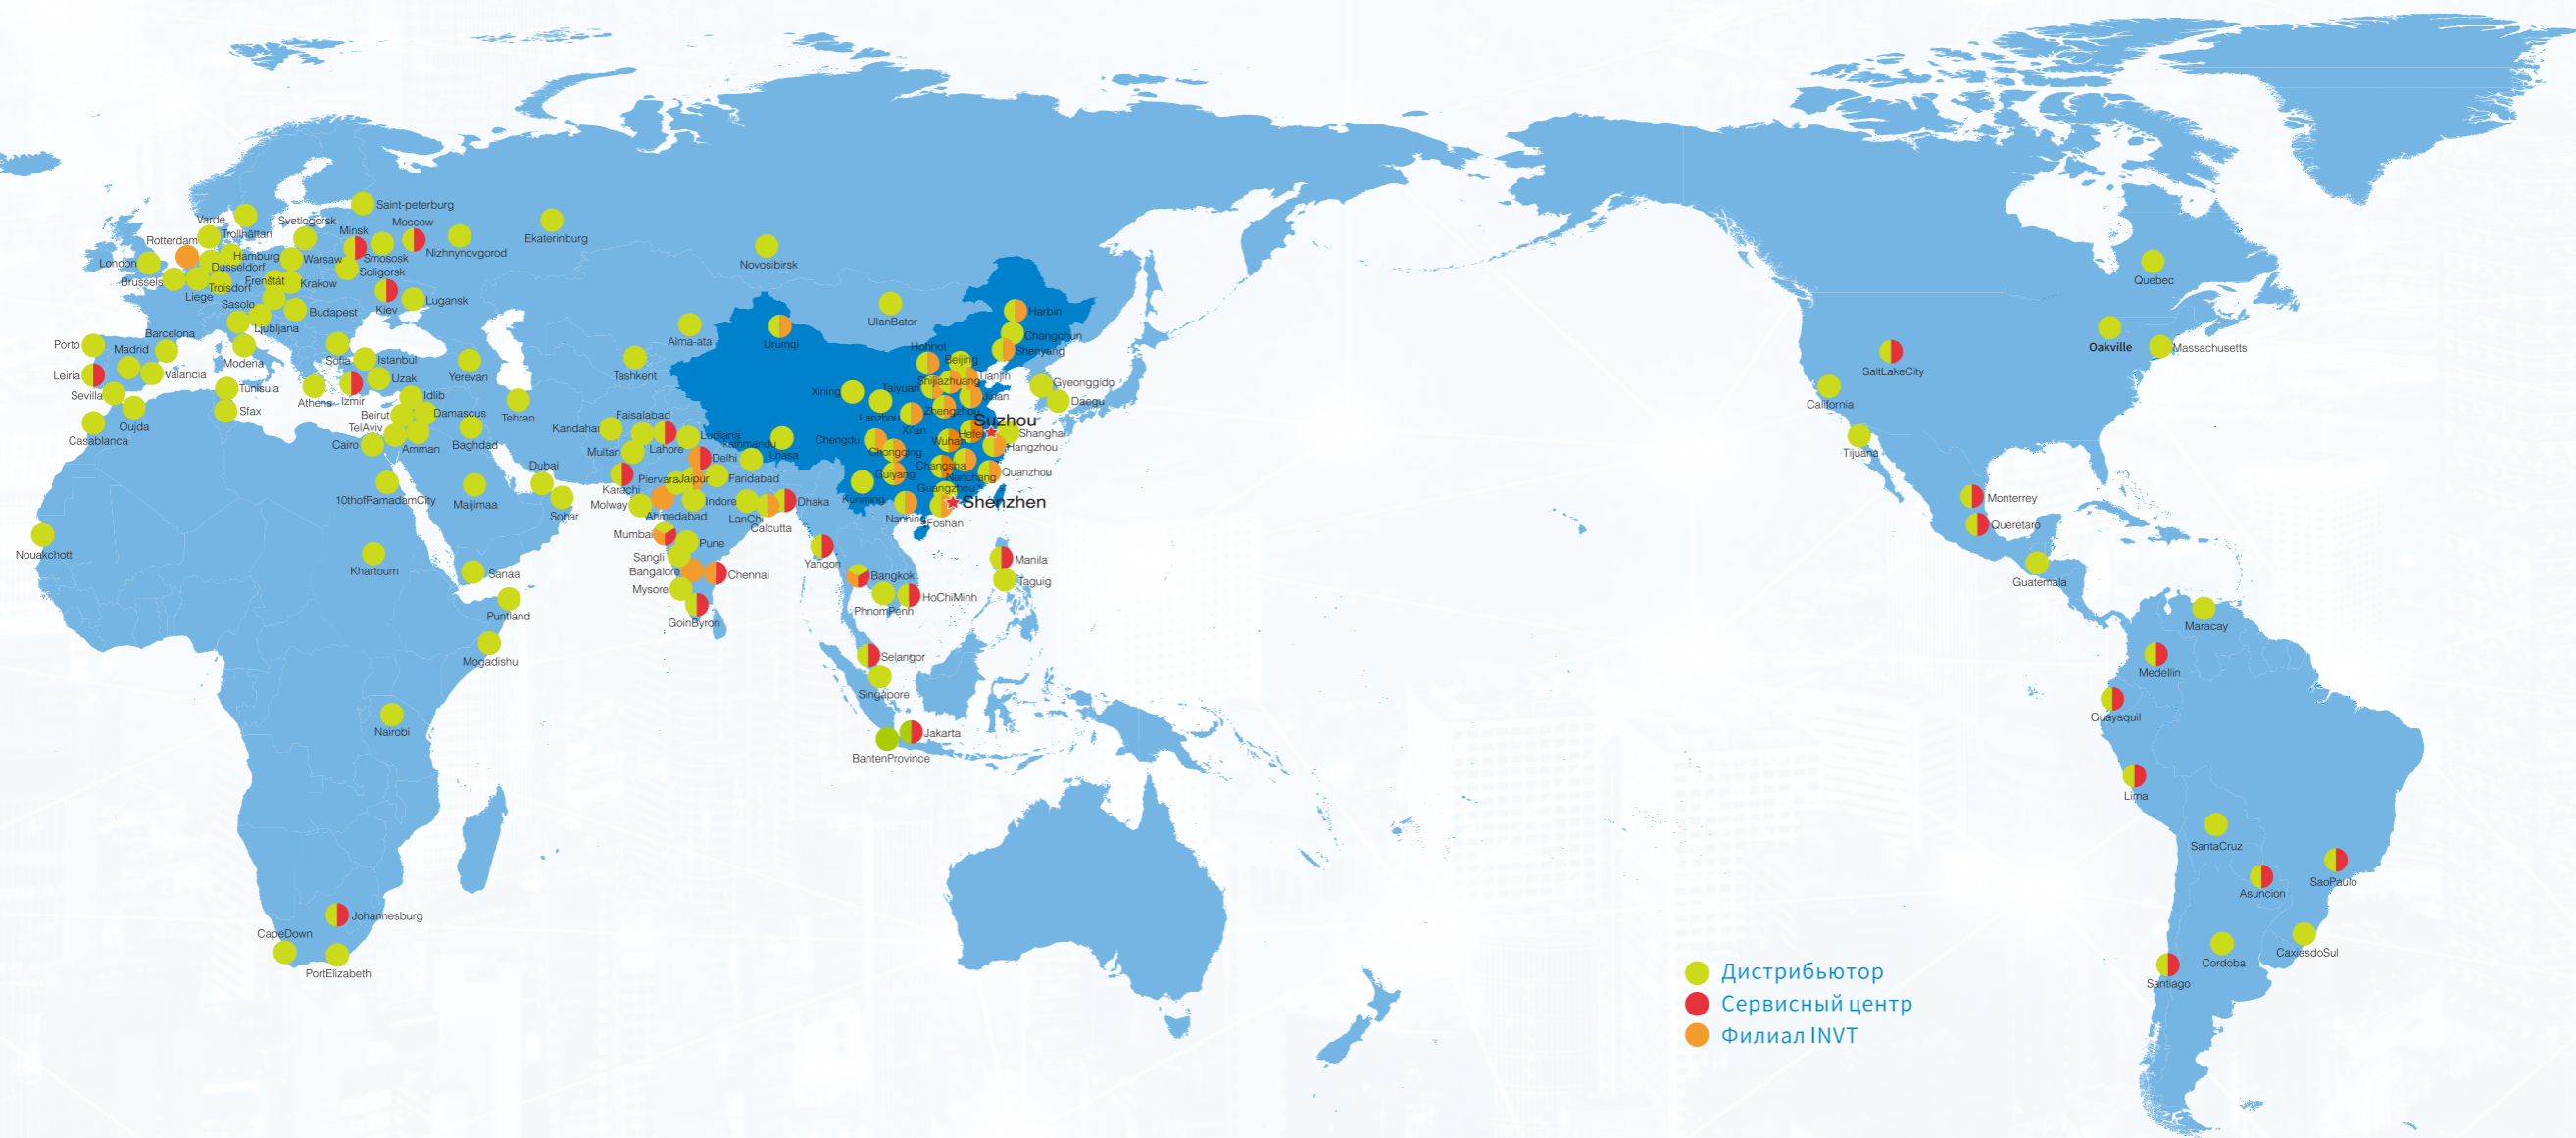 Saint-peterburg
Varde
Svetlogorsk
Moscow
Trollhättan
Minsk
Rotterdam
Nizhnynovgorod
Ekaterinburg
Hamburg
Warsaw
Smososk
London
Dusseldorf
Soligorsk
Novosibirsk
Brussels
Troisdorf
Frenštát
Krakow
Liege
Lugansk
Sasolo
Kiev
Budapest
UlanBator
Harbin
Ljubljana
Barcelona
Changchun
Porto
Madrid
Modena
Sofia
Istanbul
Alma-ata
Urumqi
Hohhot
Shenyang
Beijing
Leiria
Valancia
Uzak
Yerevan
Tashkent
Tianjin
Shijiazhuang
Gyeonggido
Tunisuia
Sevilla
Idlib
Xining
Taiyuan
Jinan
Athens
Izmir
Daegu
Sfax
Beirut
Damascus
Tehran
Faisalabad
Lanzhou
Zhengzhou
Oujda
TelAviv
Kandahar
Xi'an
Suzhou
Casablanca
Cairo
Amman
Baghdad
Ludiana
Kathmandu
Chengdu
Wuhan
Hefei
Shanghai
Multan
Lahore
Delhi
Lhasa
Chongqing
Hangzhou
Dubai
Changsha
Karachi
Piervara
Jaipur
Faridabad
Guiyang
Nanchang
Quanzhou
10thofRamadamCity
Maijimaa
Guangzhou
Molway
Indore
Dhaka
Kunming
Shenzhen
Sohar
Ahmedabad
LanChi
Calcutta
Nanning
Foshan
Mumbai
Pune
Nouakchott
Sangli
Yangon
Manila
Khartoum
Sanaa
Bangalore
Chennai
Bangkok
Taguig
Mysore
HoChiMinh
PhnomPenh
Puntland
GoinByron
Mogadishu
Selangor
Singapore
Nairobi
Jakarta
BantenProvince
Johannesburg
CapeDown
PortElizabeth
Quebec
Oakville
Massachusetts
SaltLakeCity
California
Tijuana
Monterrey
Queretaro
Guatemala
Maracay
Medellin
Guayaquil
Lima
SantaCruz
SaoPaulo
Asuncion
CaxiasdoSul
Cordoba
Santiago
Дистрибьютор
Сервисный центр
Филиал INVT